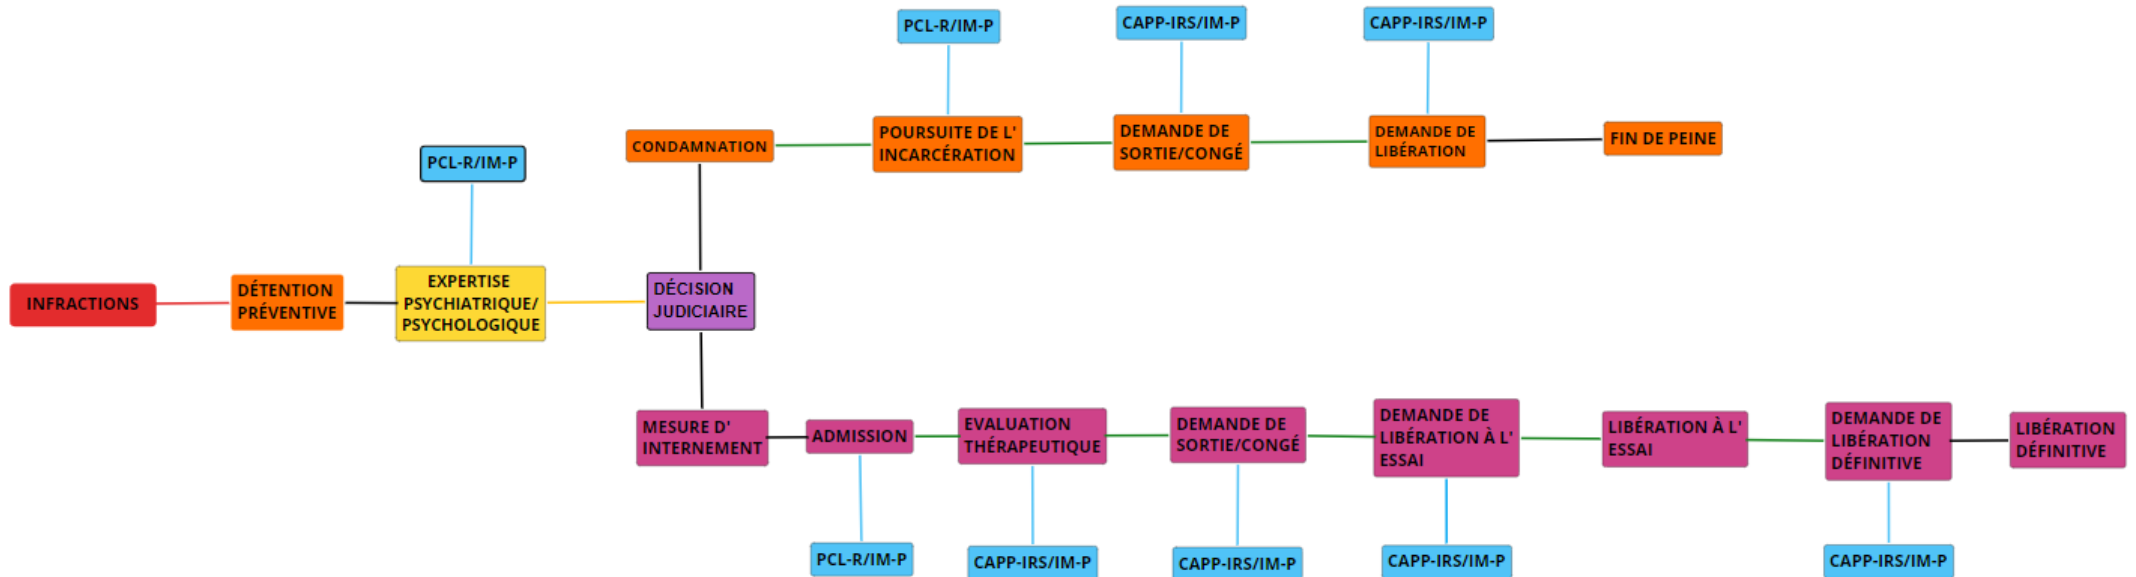 PCL-R/IM-P
CAPP-IRS/IM-P
CAPP-IRS/IM-P
CONDAMNATION
POURSUITE DE L'
INCARCÉRATION
DEMANDE DE
SORTIE/CONGÉ
DEMANDE DE
LIBÉRATION
FIN DE PEINE
PCL-R/IM-P
INFRACTIONS
DÉTENTION
PRÉVENTIVE
EXPERTISE
PSYCHIATRIQUE/
PSYCHOLOGIQUE
DÉCISION
JUDICIAIRE
MESURE D'
INTERNEMENT
ADMISSION
EVALUATION
THÉRAPEUTIQUE
DEMANDE DE
SORTIE/CONGÉ
DEMANDE DE
LIBÉRATION À L'
ESSAI
LIBÉRATION À L'
ESSAI
DEMANDE DE
LIBÉRATION
DÉFINITIVE
LIBÉRATION
DÉFINITIVE
PCL-R/IM-P
CAPP-IRS/IM-P
CAPP-IRS/IM-P
CAPP-IRS/IM-P
CAPP-IRS/IM-P